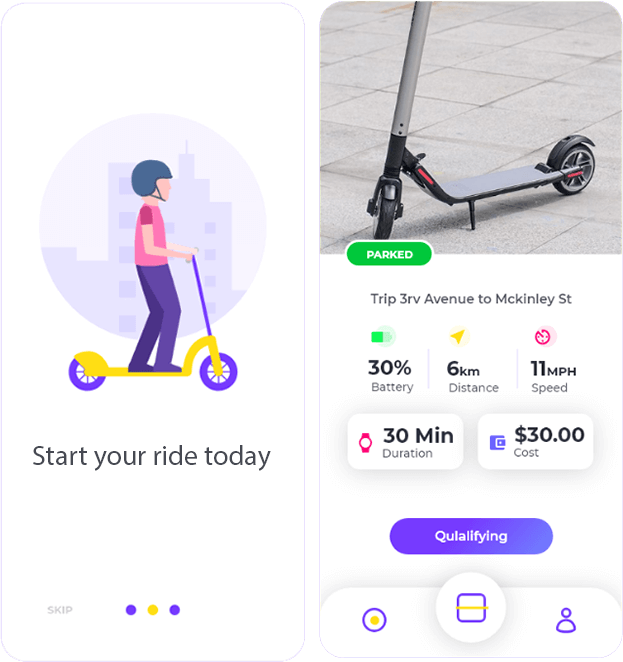 Start your ride today
SKIP
PARKED
Trip 3rv Avenue to Mckinley St
30% 6km 11MPH
Battery Distance Speed
30 Min $30.00
Duration Cost
Qulalifying